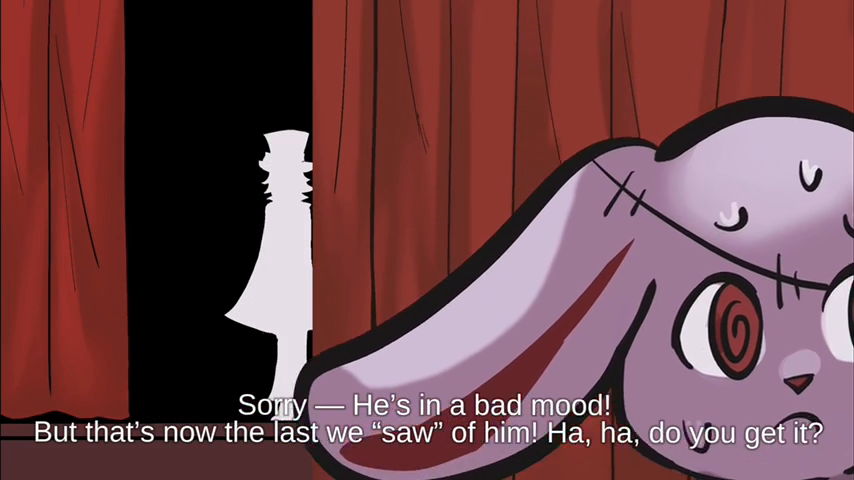 Sorry — He’s in a bad mood!
But that’s now the last we “saw” of him! Ha, ha, do you get it?